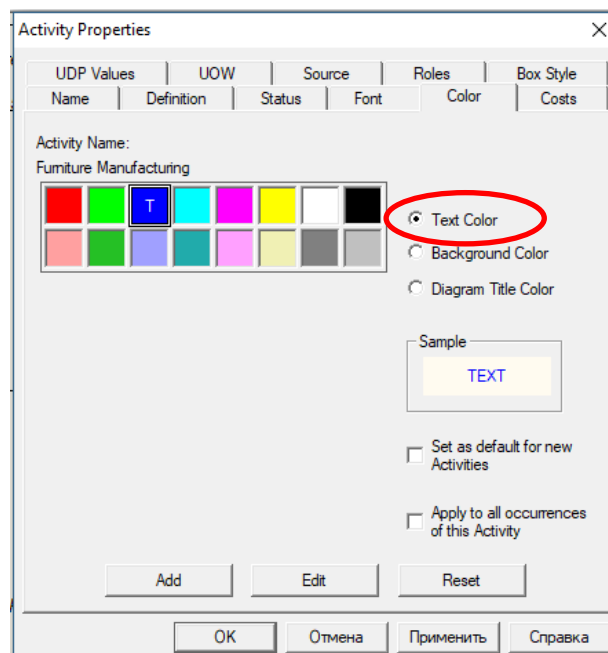 Activity Properties
UDP Values UOW Source Roles Box Style
Name Definition Status Font Color Costs
Activity Name:
Furniture Manufacturing
T
Text Color
Background Color
Diagram Title Color
Sample
TEXT
Set as default for new
Activities
Apply to all occurrences
of this Activity
Add Edit Reset
OK Отмена Применить Справка